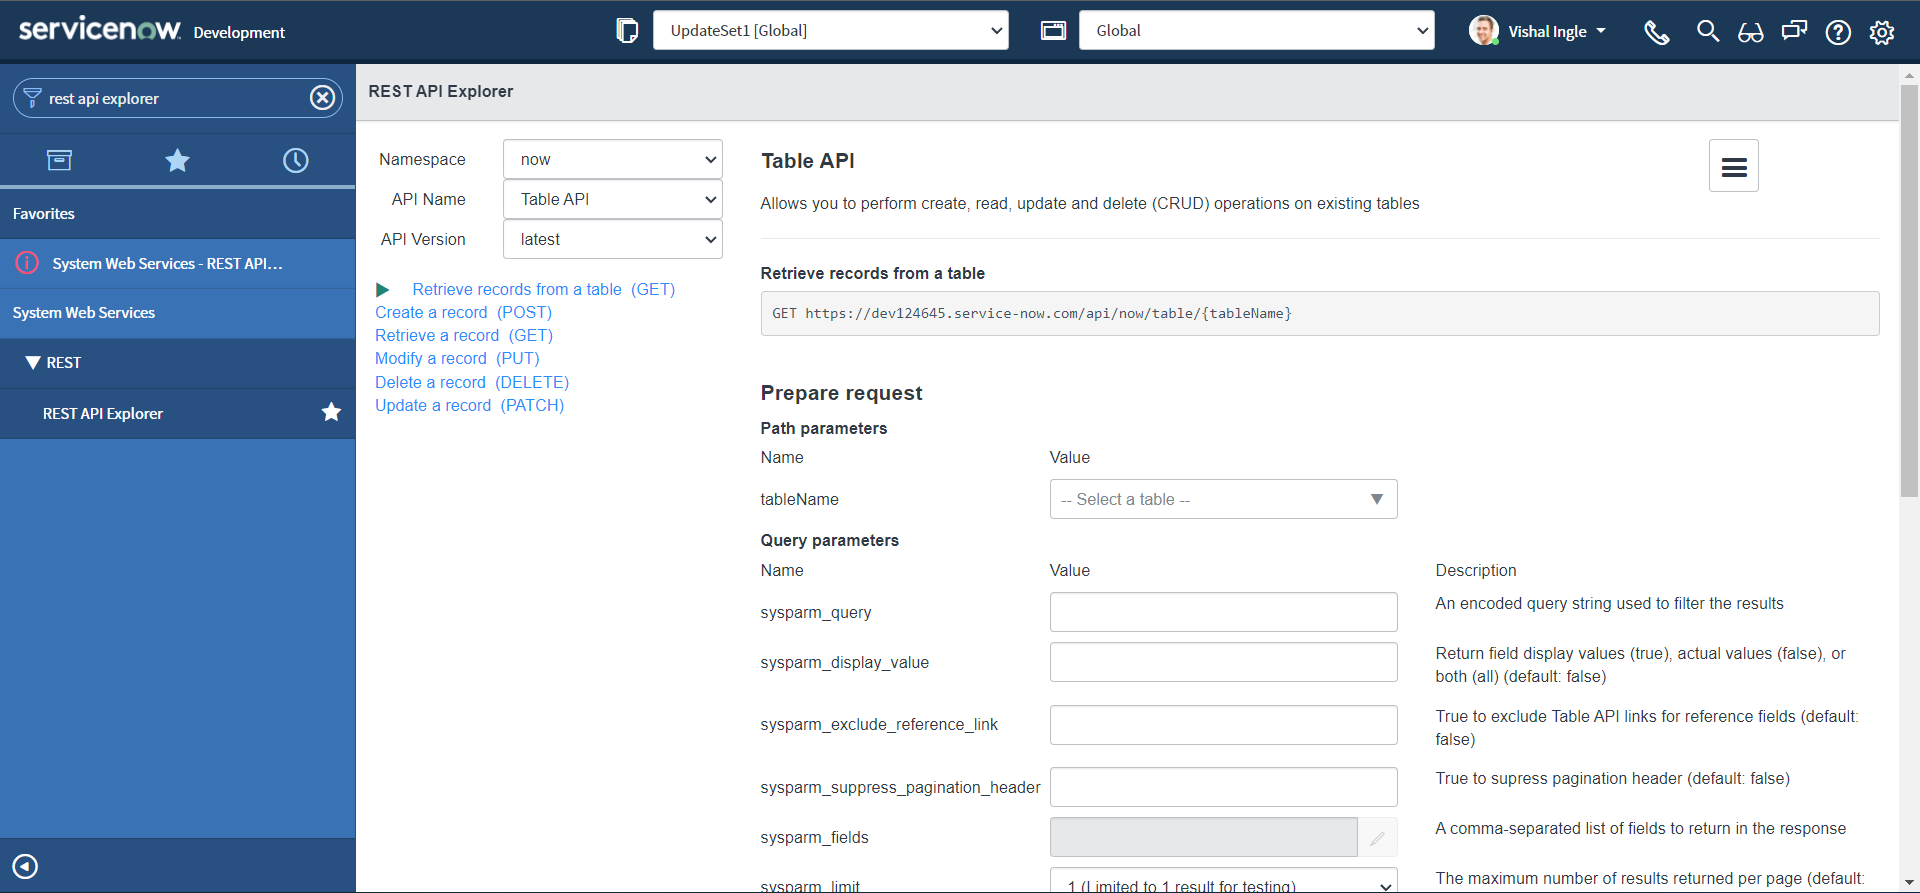 servicenow. Development
UpdateSet1 [Global]
Global
Vishal Ingle
rest api explorer
Favorites
System Web Services - REST API...
System Web Services
REST
REST API Explorer
REST API Explorer
Namespace
now
API Name
Table API
API Version
latest
Retrieve records from a table (GET)
Create a record (POST)
Retrieve a record (GET)
Modify a record (PUT)
Delete a record (DELETE)
Update a record (PATCH)
Table API
Allows you to perform create, read, update and delete (CRUD) operations on existing tables
Retrieve records from a table
GET https://dev124645.service-now.com/api/now/table/{tableName}
Prepare request
Path parameters
Name Value
tableName -- Select a table --
Query parameters
Name Value Description
sysparm_query An encoded query string used to filter the results
sysparm_display_value Return field display values (true), actual values (false), or
both (all) (default: false)
sysparm_exclude_reference_link True to exclude Table API links for reference fields (default:
false)
sysparm_suppress_pagination_header True to supress pagination header (default: false)
sysparm_fields A comma-separated list of fields to return in the response
sysparm_limit 1 (Limited to 1 result for testing) The maximum number of results returned per page (default: